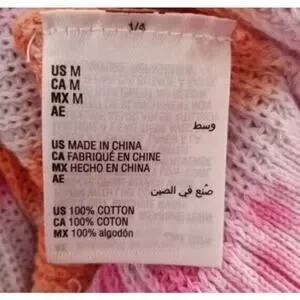 1/4
US M
CA M
MX M
AE
وسط
US MADE IN CHINA
CA FABRIQUÉ EN CHINE
MX HECHO EN CHINA
AE
صُنع في الصين
US 100% COTTON
CA 100% COTON
MX 100% algodón